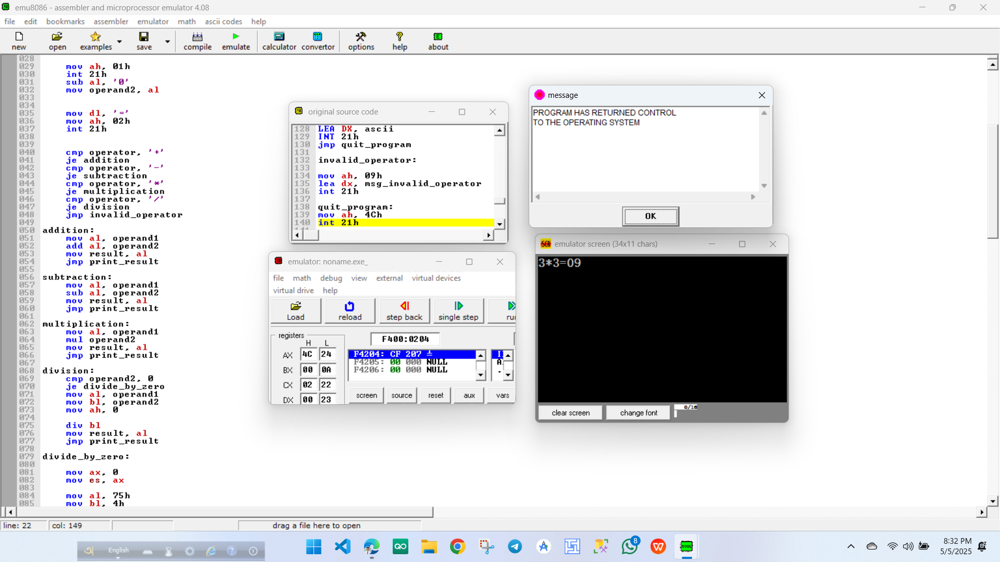 emu8086 - assembler and microprocessor emulator 4.08
file edit bookmarks assembler emulator math ascii codes help
new open examples save compile emulate calculator convertor options help about
028
029 mov ah, 01h
030 int 21h
031 sub al, '0'
032 mov operand2, al
033
034
035 mov dl, '='
036 mov ah, 02h
037 int 21h
038
039
040 cmp operator, '+'
041 je addition
042 cmp operator, '-'
043 je subtraction
044 cmp operator, '*'
045 je multiplication
046 cmp operator, '/'
047 je division
048 jmp invalid_operator
049
050 addition:
051 mov al, operand1
052 add al, operand2
053 mov result, al
054 jmp print_result
055
056 subtraction:
057 mov al, operand1
058 sub al, operand2
059 mov result, al
060 jmp print_result
061
062 multiplication:
063 mov al, operand1
064 mul operand2
065 mov result, al
066 jmp print_result
067
068 division:
069 cmp operand2, 0
070 je divide_by_zero
071 mov al, operand1
072 mov bl, operand2
073 mov ah, 0
074
075 div bl
076 mov result, al
077 jmp print_result
078
079 divide_by_zero:
080
081 mov ax, 0
082 mov es, ax
083
084 mov al, 75h
085 mov bl, 4h
original source code
128 LEA DX, ascii
129 INT 21h
130 jmp quit_program
131
132 invalid_operator:
133
134 mov ah, 09h
135 lea dx, msg_invalid_operator
136 int 21h
137
138 quit_program:
139 mov ah, 4Ch
140 int 21h
message
PROGRAM HAS RETURNED CONTROL
TO THE OPERATING SYSTEM
OK
emulator: noname.exe_
file math debug view external virtual devices
virtual drive help
Load reload step back single step
registers
H L
F400:0204
AX 4C 24
BX 00 0A
CX 02 22
DX 00 23
F4204: CF 207 ╧
F4205: 00 000 NULL
F4206: 00 000 NULL
screen source reset aux vars
SCR emulator screen (34x11 chars)
3*3=09
clear screen change font 0/16
line: 22 col: 149 drag a file here to open
English
8
8:32 PM
5/5/2025